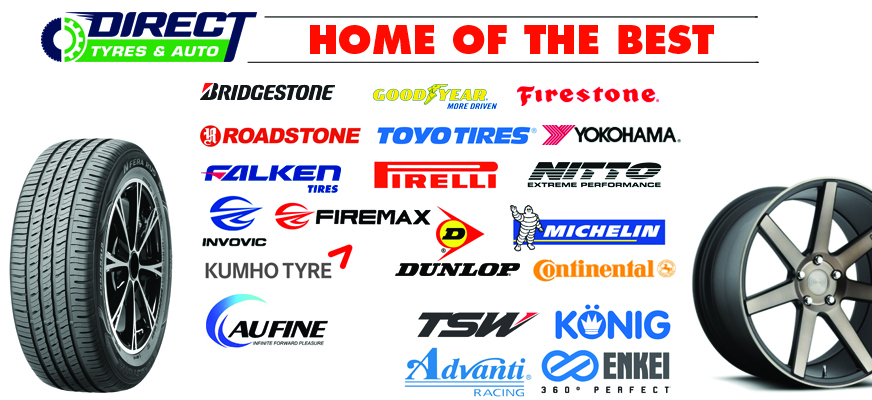 DIRECT
TYRES & AUTO
HOME OF THE BEST
BRIDGESTONE
GOODYEAR
MORE DRIVEN
Firestone
R ROADSTONE
TOYO TIRES
YOKOHAMA
FALKEN
TIRES
PIRELLI
NITTO
EXTREME PERFORMANCE
INVOVIC
FIREMAX
D
DUNLOP
MICHELIN
KUMHO TYRE
Continental
AUFINE
INFINITE FORWARD PLEASURE
TSW
KÖNIG
Advanti
RACING
ENKEI
360° PERFECT